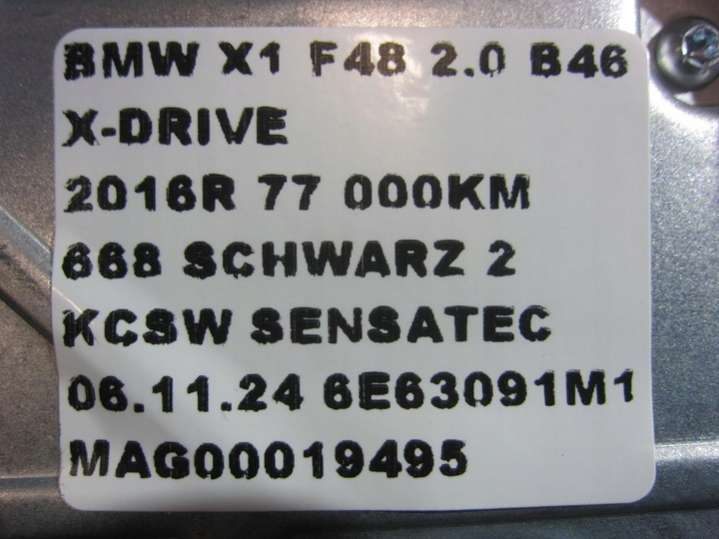 BMW X1 F48 2.0 B46
X-DRIVE
2016R 77 000KM
668 SCHWARZ 2
KCSW SENSATEC
06.11.24 6E63091M1
MAG00019495